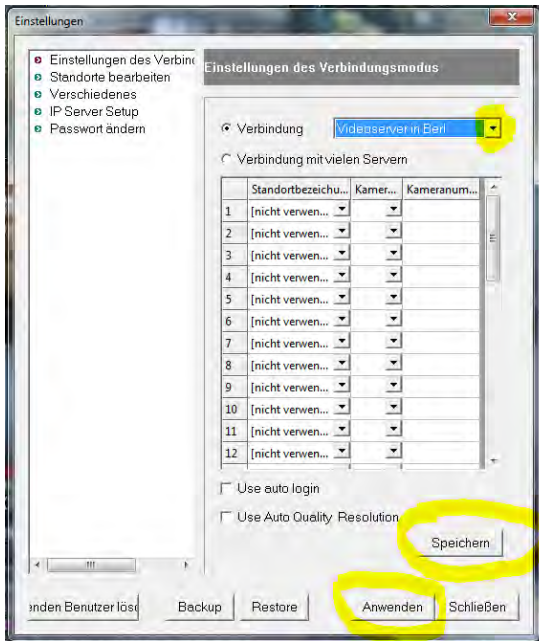 Einstellungen
Einstellungen des Verbind
Standorte bearbeiten
Verschiedenes
IP Server Setup
Passwort ändern
Einstellungen des Verbindungsmodus
Verbindung Videoserver in Berl
Verbindung mit vielen Servern
Standortbezeichu... Kamer... Kameranum...
1 [nicht verwen...
2 [nicht verwen...
3 [nicht verwen...
4 [nicht verwen...
5 [nicht verwen...
6 [nicht verwen...
7 [nicht verwen...
8 [nicht verwen...
9 [nicht verwen...
10 [nicht verwen...
11 [nicht verwen...
12 [nicht verwen...
Use auto login
Use Auto Quality Resolution
Speichern
enden Benutzer lösc Backup Restore Anwenden Schließen